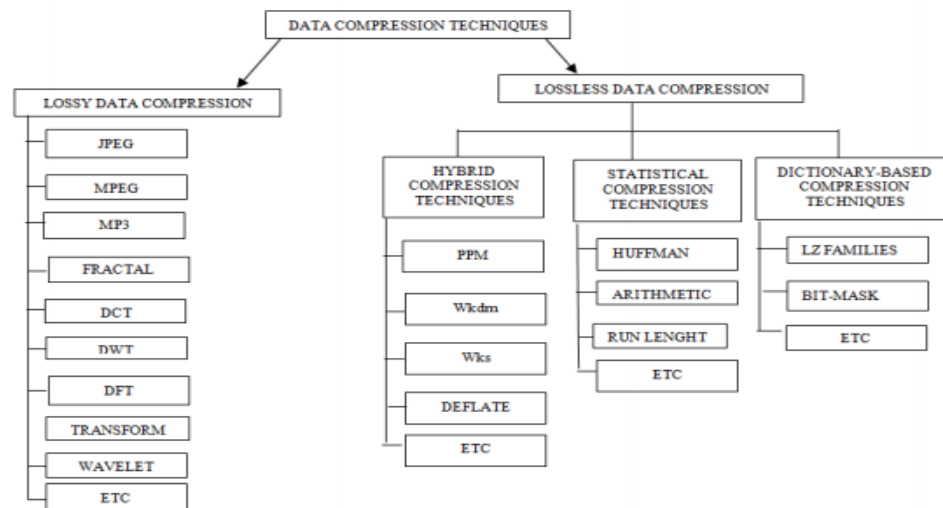 DATA COMPRESSION TECHNIQUES
LOSSY DATA COMPRESSION
JPEG
MPEG
MP3
FRACTAL
DCT
DWT
DFT
TRANSFORM
WAVELET
ETC
LOSSLESS DATA COMPRESSION
HYBRID
COMPRESSION
TECHNIQUES
PPM
Wkdm
Wks
DEFLATE
ETC
STATISTICAL
COMPRESSION
TECHNIQUES
HUFFMAN
ARITHMETIC
RUN LENGHT
ETC
DICTIONARY-BASED
COMPRESSION
TECHNIQUES
LZ FAMILIES
BIT-MASK
ETC